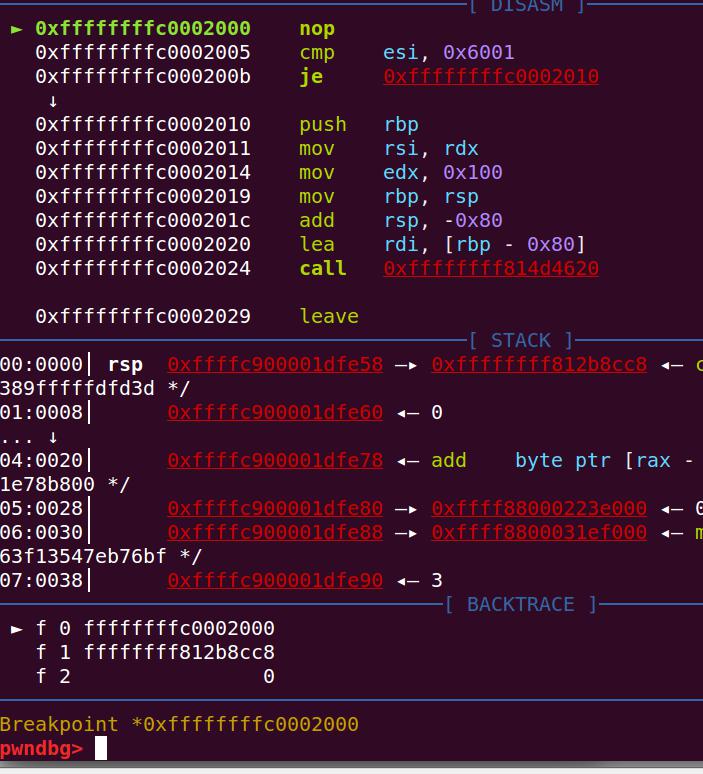 [ DISASM ]
► 0xffffffffc0002000 nop
0xffffffffc0002005 cmp esi, 0x6001
0xffffffffc000200b je 0xffffffffc0002010
↓
0xffffffffc0002010 push rbp
0xffffffffc0002011 mov rsi, rdx
0xffffffffc0002014 mov edx, 0x100
0xffffffffc0002019 mov rbp, rsp
0xffffffffc000201c add rsp, -0x80
0xffffffffc0002020 lea rdi, [rbp - 0x80]
0xffffffffc0002024 call 0xffffffff814d4620
0xffffffffc0002029 leave
[ STACK ]
00:0000│ rsp 0xffffc900001dfe58 —▸ 0xffffffff812b8cc8 ◂—
389fffffdfd3d */
01:0008│ 0xffffc900001dfe60 ◂— 0
... ↓
04:0020│ 0xffffc900001dfe78 ◂— add byte ptr [rax -
1e78b800 */
05:0028│ 0xffffc900001dfe80 —▸ 0xffff88000223e000 ◂— 0
06:0030│ 0xffffc900001dfe88 —▸ 0xffff8800031ef000 ◂— m
63f13547eb76bf */
07:0038│ 0xffffc900001dfe90 ◂— 3
[ BACKTRACE ]
► f 0 ffffffffc0002000
f 1 ffffffff812b8cc8
f 2 0
Breakpoint *0xffffffffc0002000
pwndbg>